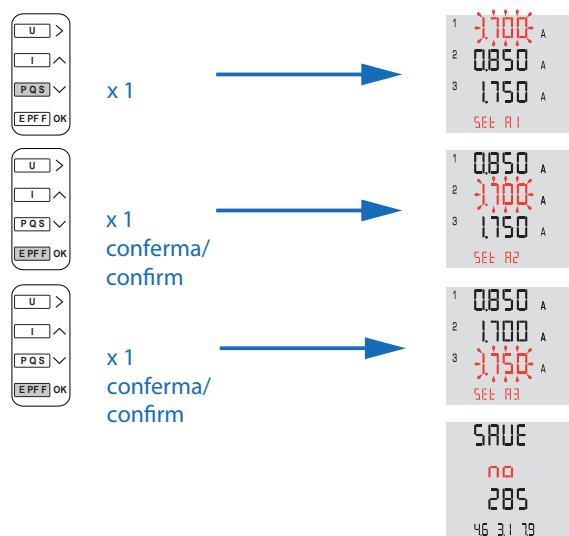 U >
I
PQS
EPFF OK
x 1
1 1.700 A
2 0.850 A
3 1.750 A
SEt A1
U >
I
PQS
EPFF OK
x 1
conferma/
confirm
1 0.850 A
2 1.700 A
3 1.750 A
SEt A2
U >
I
PQS
EPFF OK
x 1
conferma/
confirm
1 0.850 A
2 1.700 A
3 1.750 A
SEt A3
SAVE
no
285
46 3.1 7.9